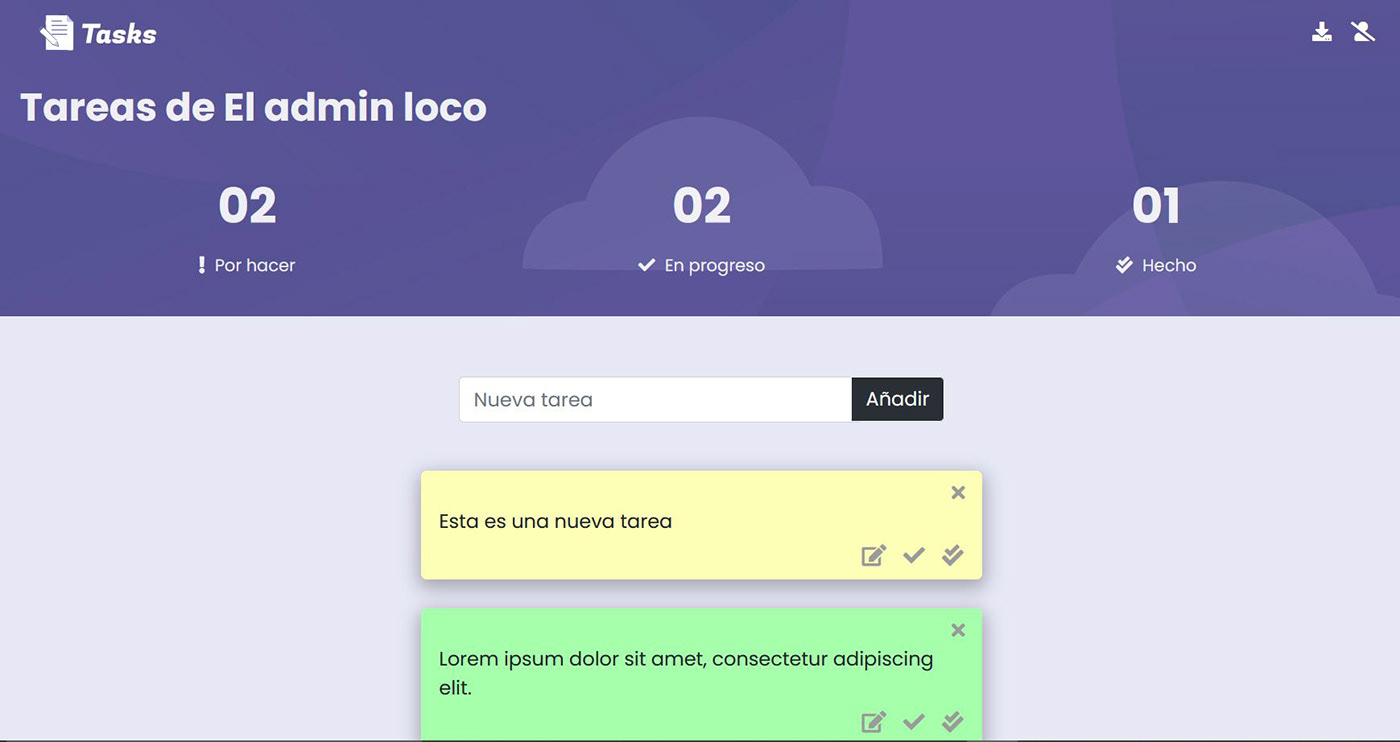 Tasks
Tareas de El admin loco
02
02
01
Por hacer
En progreso
Hecho
Nueva tarea
Añadir
Esta es una nueva tarea
Lorem ipsum dolor sit amet, consectetur adipiscing
elit.